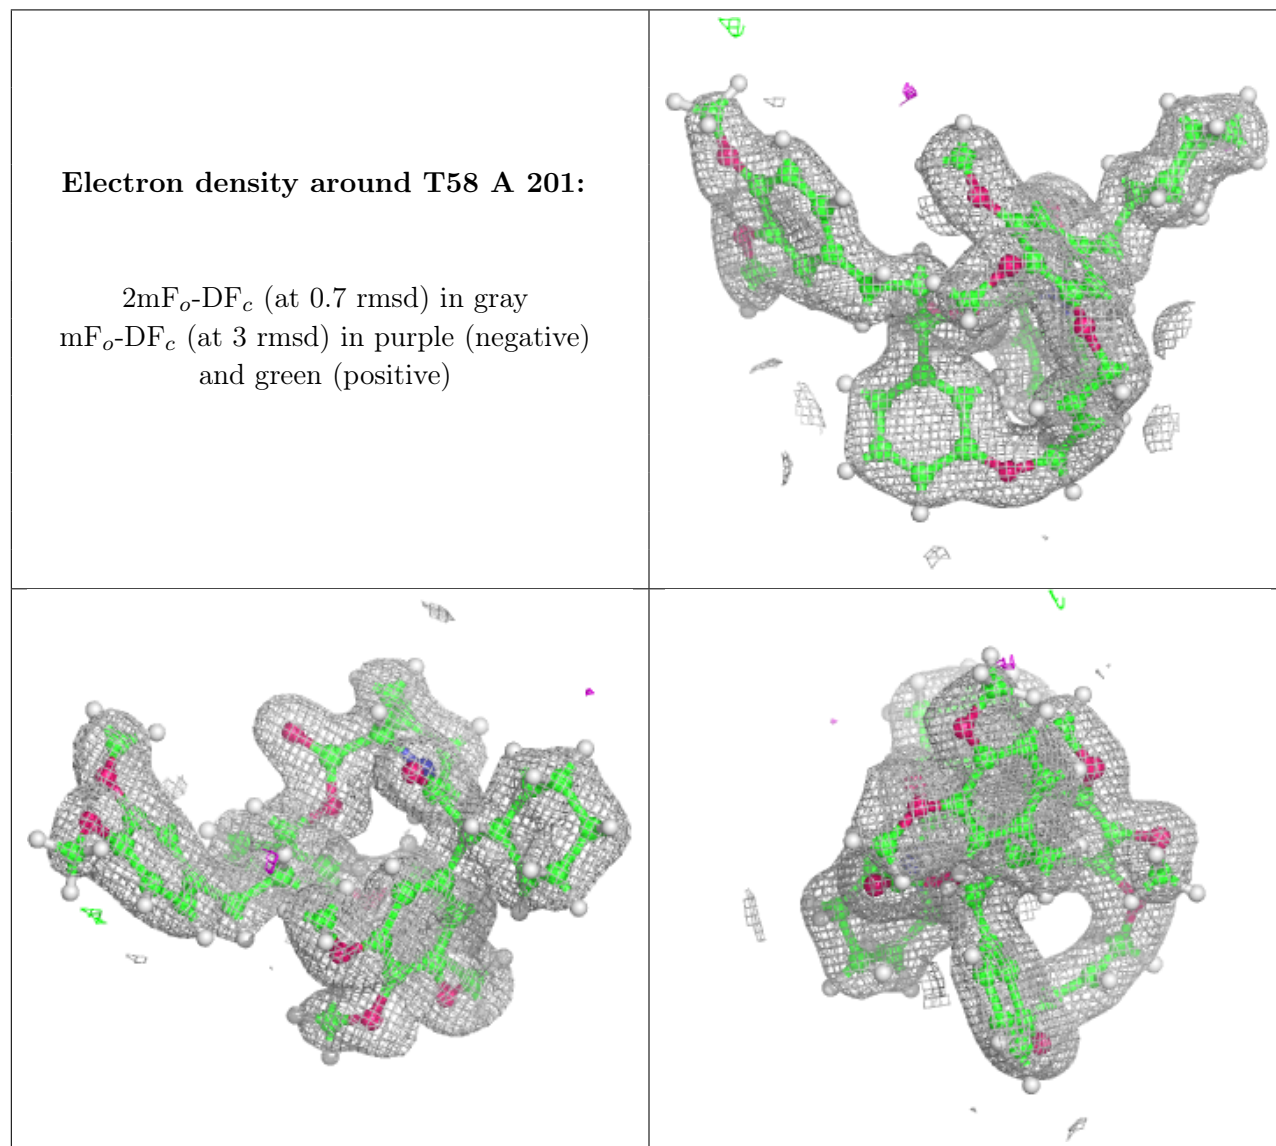 Electron density around T58 A 201:
2mFo-DFc (at 0.7 rmsd) in gray
mFo-DFc (at 3 rmsd) in purple (negative)
and green (positive)